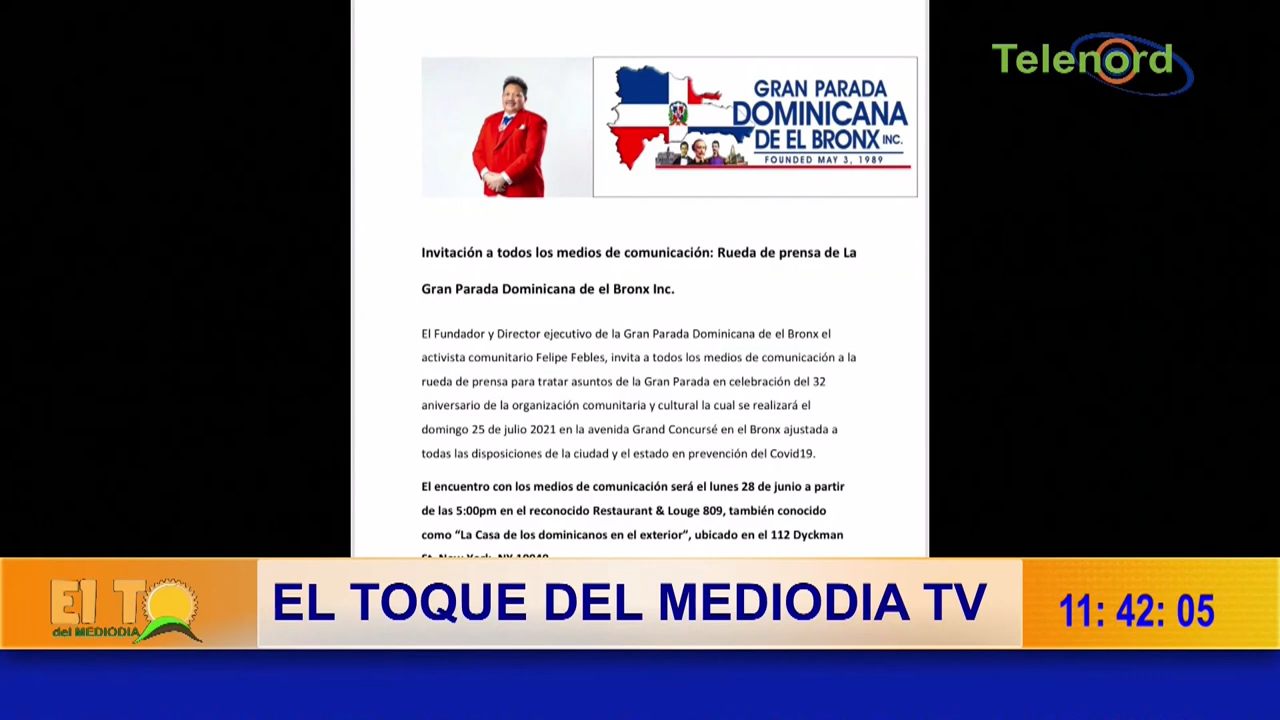 Telenord
GRAN PARADA
DOMINICANA
DE EL BRONX INC.
FOUNDED MAY 3, 1989
Invitación a todos los medios de comunicación: Rueda de prensa de La
Gran Parada Dominicana de el Bronx Inc.
El Fundador y Director ejecutivo de la Gran Parada Dominicana de el Bronx el
activista comunitario Felipe Febles, invita a todos los medios de comunicación a la
rueda de prensa para tratar asuntos de la Gran Parada en celebración del 32
aniversario de la organización comunitaria y cultural la cual se realizará el
domingo 25 de julio 2021 en la avenida Grand Concursé en el Bronx ajustada a
todas las disposiciones de la ciudad y el estado en prevención del Covid19.
El encuentro con los medios de comunicación será el lunes 28 de junio a partir
de las 5:00pm en el reconocido Restaurant & Louge 809, también conocido
como “La Casa de los dominicanos en el exterior”, ubicado en el 112 Dyckman
St. New York, NY 10040
El TO
del MEDIODIA
EL TOQUE DEL MEDIODIA TV
11: 42: 05